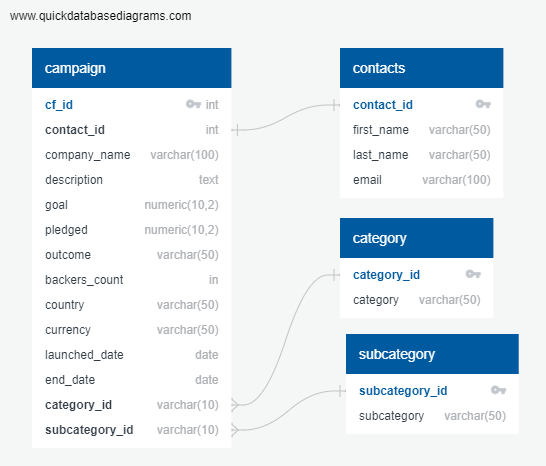 www.quickdatabasediagrams.com
campaign
cf_id int
contact_id int
company_name varchar(100)
description text
goal numeric(10,2)
pledged numeric(10,2)
outcome varchar(50)
backers_count in
country varchar(50)
currency varchar(50)
launched_date date
end_date date
category_id varchar(10)
subcategory_id varchar(10)
contacts
contact_id
first_name varchar(50)
last_name varchar(50)
email varchar(100)
category
category_id
category varchar(50)
subcategory
subcategory_id
subcategory varchar(50)